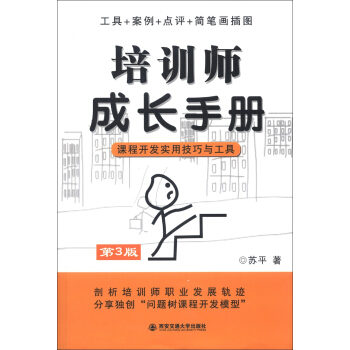 工具+案例+点评+简笔画插图
培训师
成长手册
课程开发实用技巧与工具
第3版
◎苏平 著
剖析培训师职业发展轨迹
分享独创“问题树课程开发模型”
西安交通大学出版社